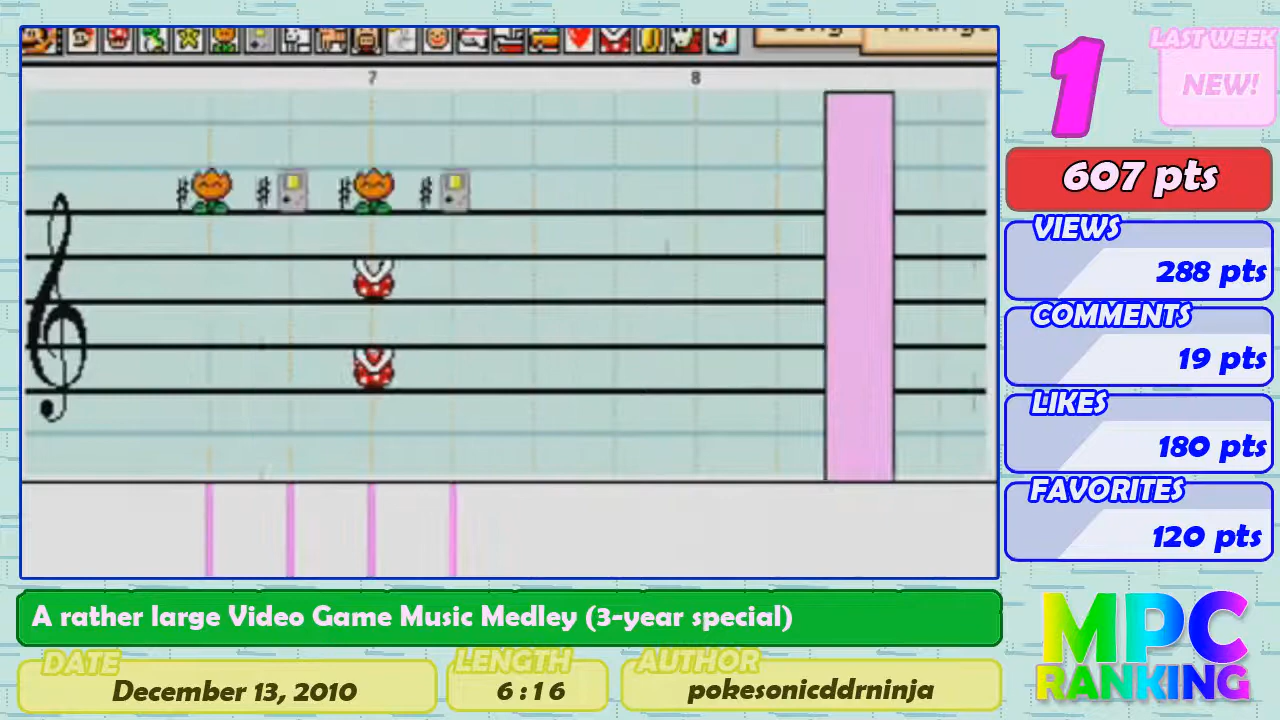 7
8
1
LAST WEEK
NEW!
607 pts
VIEWS
288 pts
COMMENTS
19 pts
LIKES
180 pts
FAVORITES
120 pts
A rather large Video Game Music Medley (3-year special)
DATE
December 13, 2010
LENGTH
6:16
AUTHOR
pokesonicddrninja
MPC
RANKING